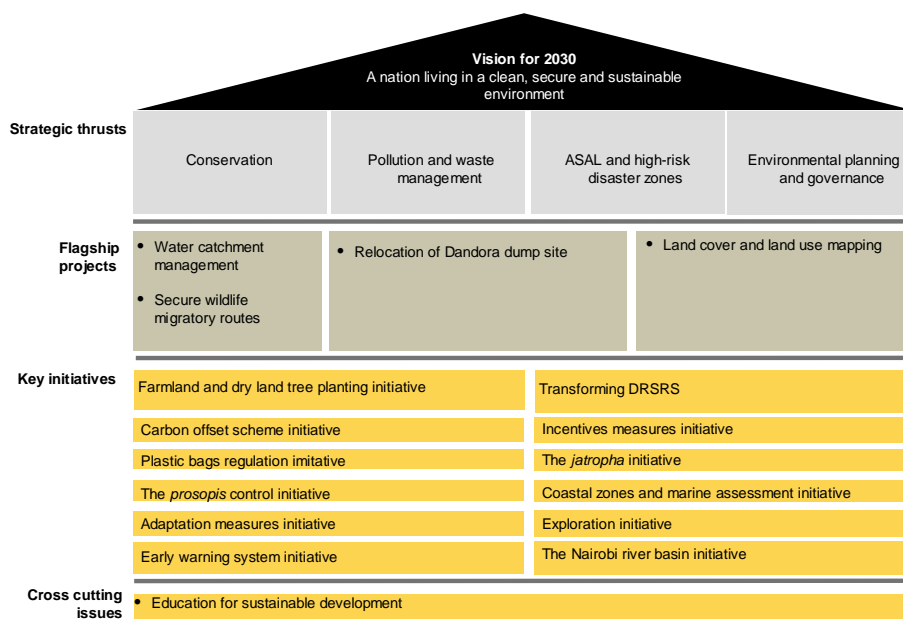 Vision for 2030
A nation living in a clean, secure and sustainable
environment
Strategic thrusts
Conservation
Pollution and waste
management
ASAL and high-risk
disaster zones
Environmental planning
and governance
Flagship
projects
• Water catchment
management
• Secure wildlife
migratory routes
• Relocation of Dandora dump site
• Land cover and land use mapping
Key initiatives
Farmland and dry land tree planting initiative
Transforming DRSRS
Carbon offset scheme initiative
Incentives measures initiative
Plastic bags regulation imitative
The jatropha initiative
The prosopis control initiative
Coastal zones and marine assessment initiative
Adaptation measures initiative
Exploration initiative
Early warning system initiative
The Nairobi river basin initiative
Cross cutting
issues
• Education for sustainable development